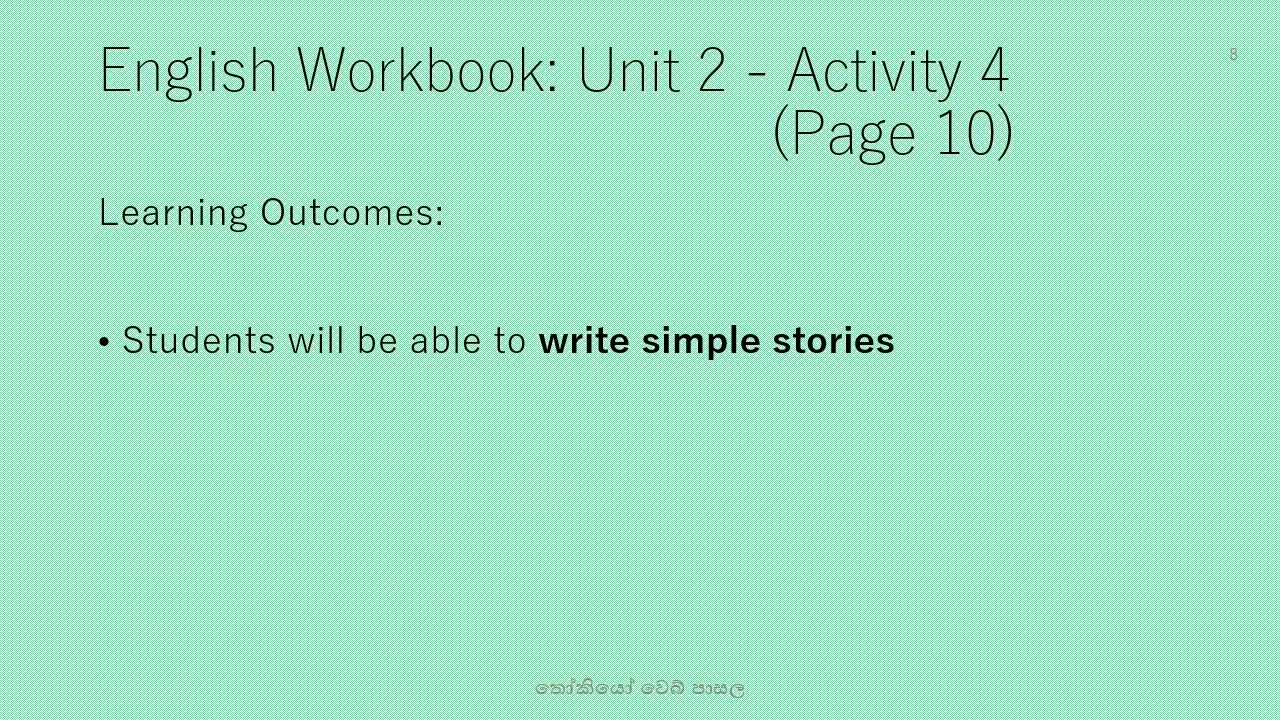 English Workbook: Unit 2 - Activity 4
8
(Page 10)
Learning Outcomes:
• Students will be able to write simple stories
තෝකියෝ වෙබ් පාසල